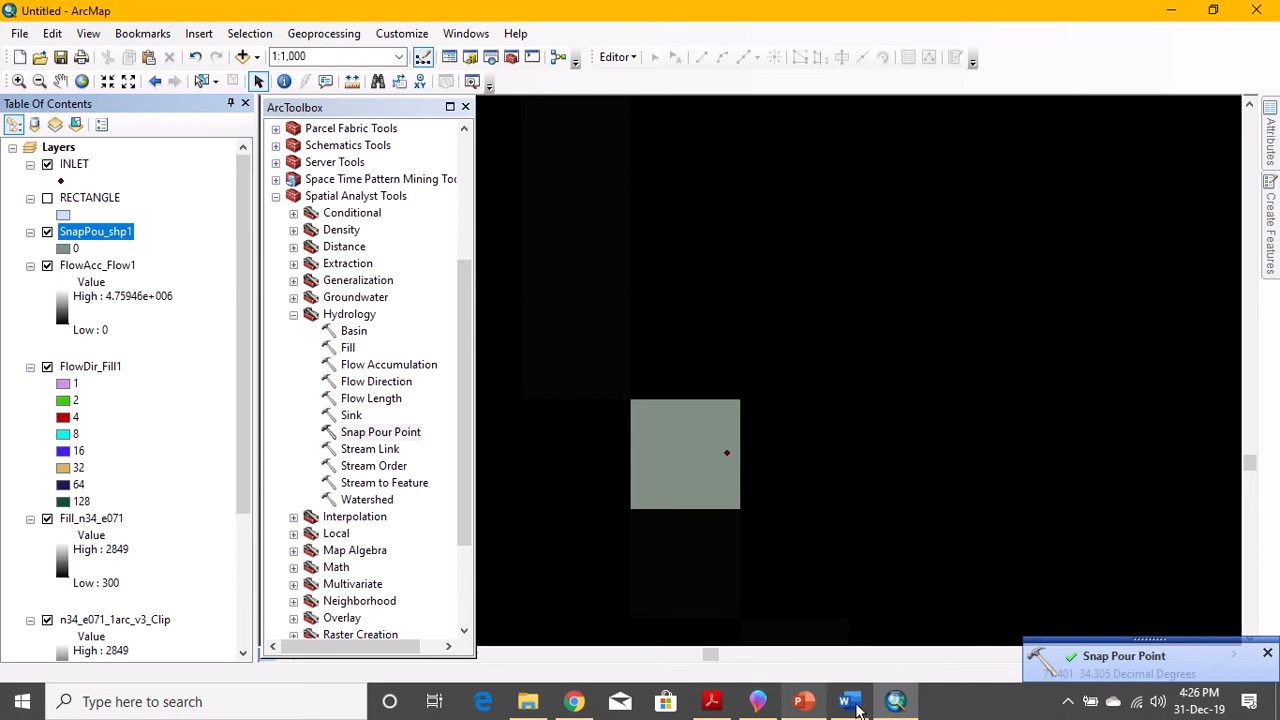 Untitled - ArcMap
File Edit View Bookmarks Insert Selection Geoprocessing Customize Windows Help
1:1,000
Editor
Table Of Contents
Layers
INLET
RECTANGLE
SnapPou_shp1
0
FlowAcc_Flow1
Value
High : 4.75946e+006
Low : 0
FlowDir_Fill1
1
2
4
8
16
32
64
128
Fill_n34_e071
Value
High : 2849
Low : 300
n34_e071_1arc_v3_Clip
Value
High : 2849
ArcToolbox
Parcel Fabric Tools
Schematics Tools
Server Tools
Space Time Pattern Mining Too
Spatial Analyst Tools
Conditional
Density
Distance
Extraction
Generalization
Groundwater
Hydrology
Basin
Fill
Flow Accumulation
Flow Direction
Flow Length
Sink
Snap Pour Point
Stream Link
Stream Order
Stream to Feature
Watershed
Interpolation
Local
Map Algebra
Math
Multivariate
Neighborhood
Overlay
Raster Creation
Attributes
Create Features
Snap Pour Point
34.305 Decimal Degrees
Type here to search
4:26 PM
31-Dec-19